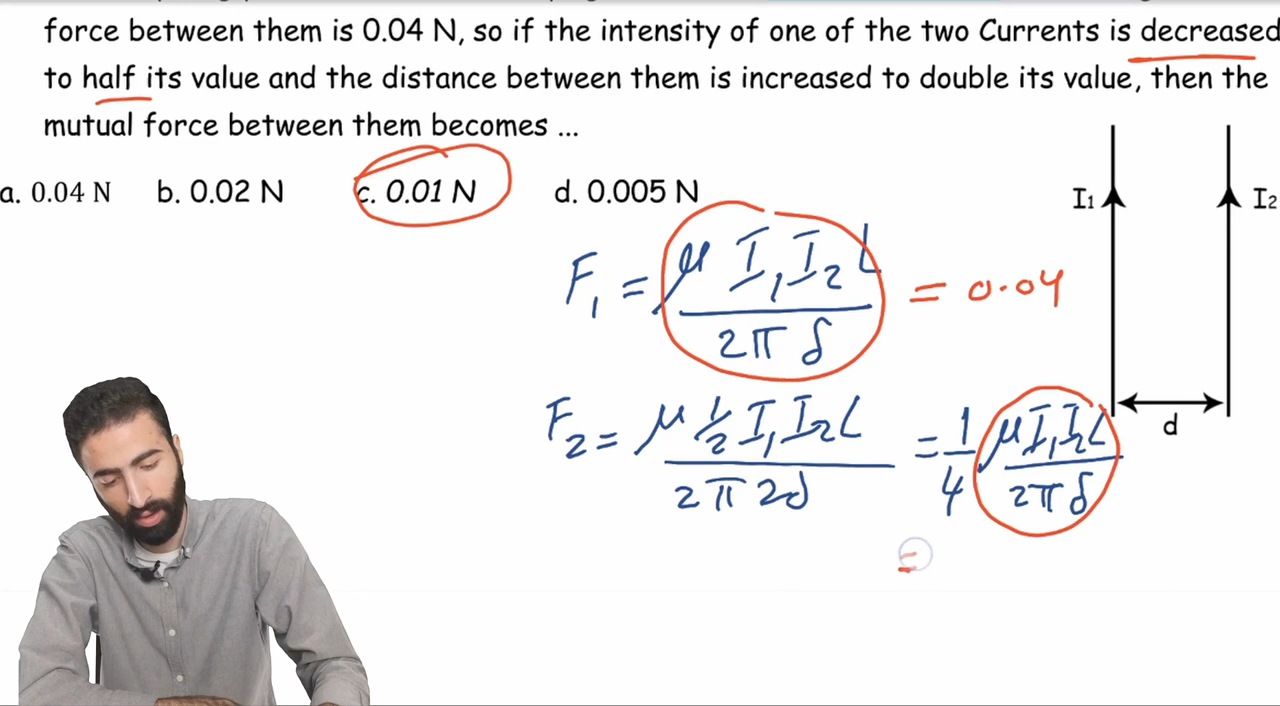 force between them is 0.04 N, so if the intensity of one of the two Currents is decreased
to half its value and the distance between them is increased to double its value, then the
mutual force between them becomes ...
a. 0.04 N b. 0.02 N c. 0.01 N d. 0.005 N
I₁ I₂
F₁ = μ I₁ I₂ L / 2π d = 0.04
d
F₂ = μ ½ I₁ I₂ L / 2π 2d = 1/4 μ I₁ I₂ L / 2π d
=